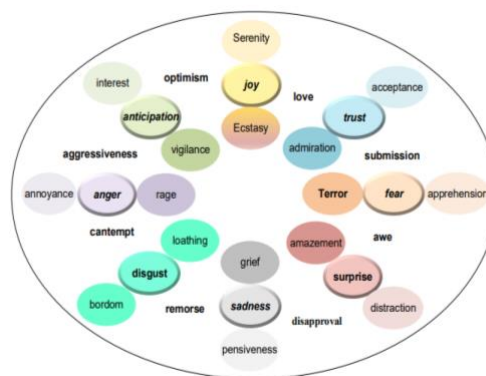 Serenity
interest
optimism
joy
love
acceptance
anticipation
trust
Ecstasy
vigilance
admiration
aggressiveness
submission
annoyance
anger
rage
Terror
fear
apprehension
cantempt
loathing
grief
amazement
awe
disgust
surprise
bordom
remorse
sadness
disapproval
distraction
pensiveness